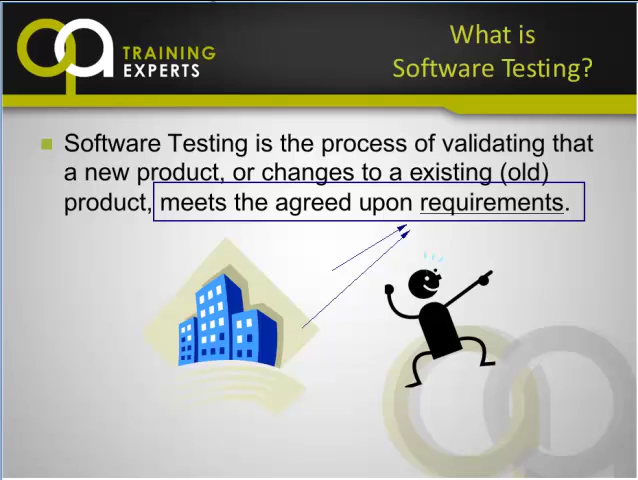 TRAINING
EXPERTS
What is
Software Testing?
Software Testing is the process of validating that
a new product, or changes to a existing (old)
product, meets the agreed upon requirements.